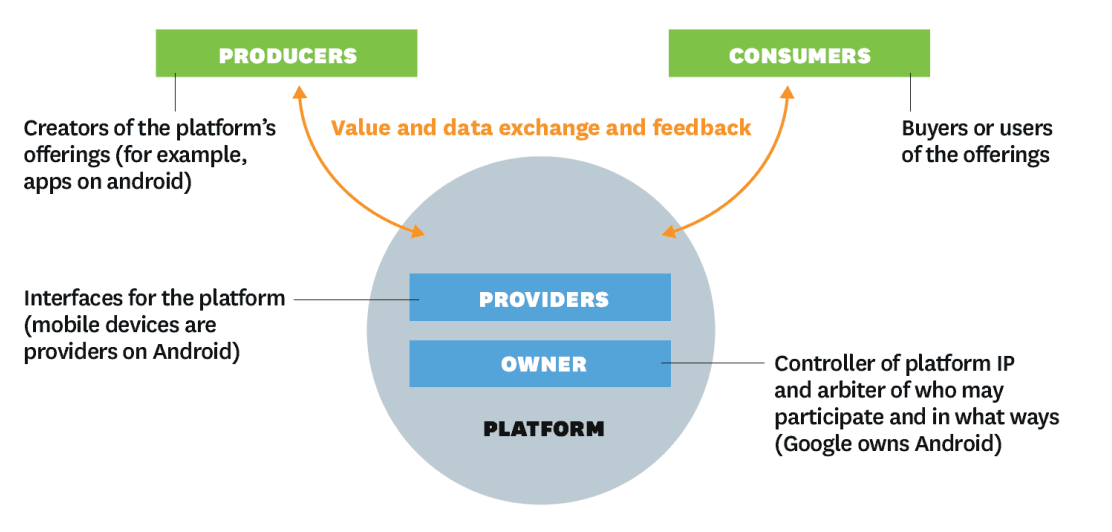 PRODUCERS
CONSUMERS
Creators of the platform's
offerings (for example,
apps on android)
Value and data exchange and feedback
Buyers or users
of the offerings
Interfaces for the platform
(mobile devices are
providers on Android)
PROVIDERS
OWNER
PLATFORM
Controller of platform IP
and arbiter of who may
participate and in what ways
(Google owns Android)